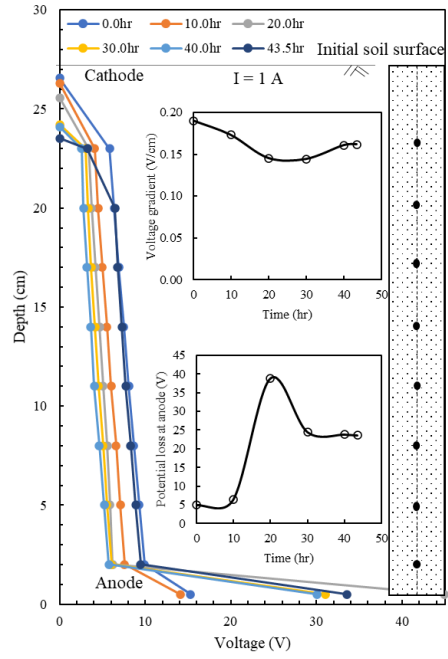 0.0hr 10.0hr 20.0hr
30.0hr 40.0hr 43.5hr
Initial soil surface
Cathode
I = 1 A
Depth (cm)
30
25
20
15
10
5
0
Voltage gradient (V/cm)
0.20
0.15
0.10
0.05
0.00
0 10 20 30 40 50
Time (hr)
Potential loss at anode (V)
45
40
35
30
25
20
15
10
5
0
0 10 20 30 40 50
Time (hr)
Anode
0 10 20 30 40
Voltage (V)